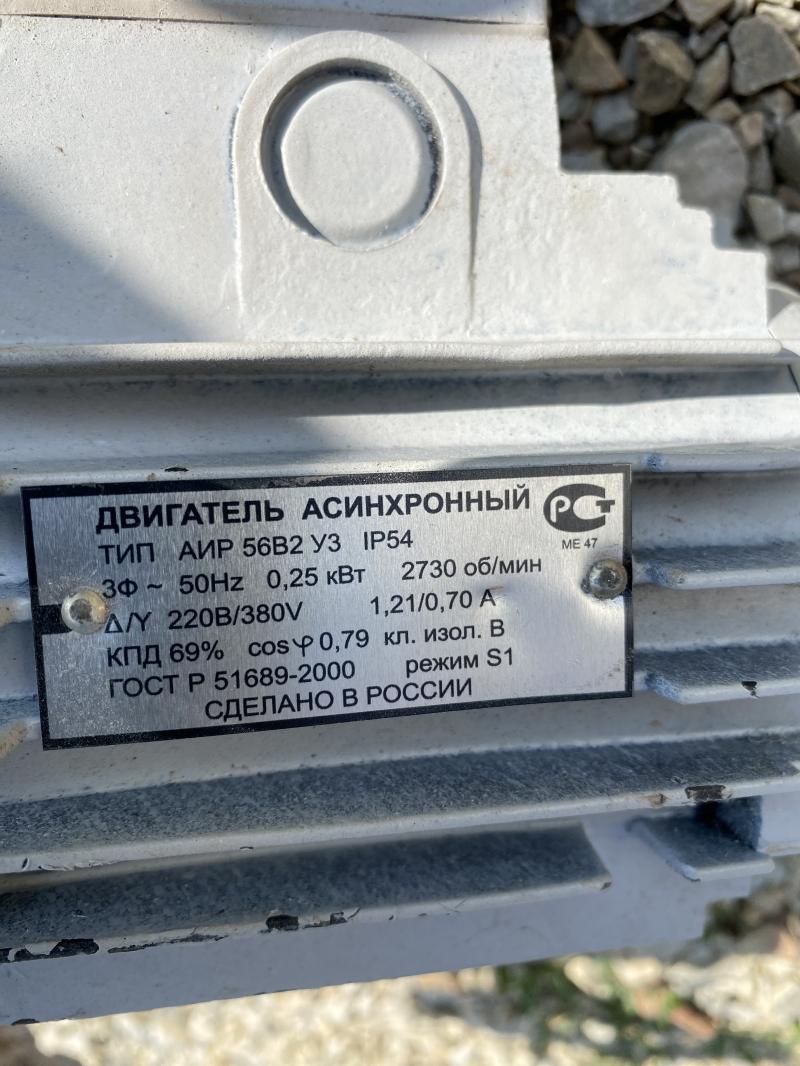 ДВИГАТЕЛЬ АСИНХРОННЫЙ
РСТ
ТИП АИР 56В2 У3 IP54
МЕ 47
3Ф ~ 50Hz 0,25 кВт 2730 об/мин
Δ/Y 220В/380V 1,21/0,70 А
КПД 69% cosφ 0,79 кл. изол. В
ГОСТ Р 51689-2000 режим S1
СДЕЛАНО В РОССИИ